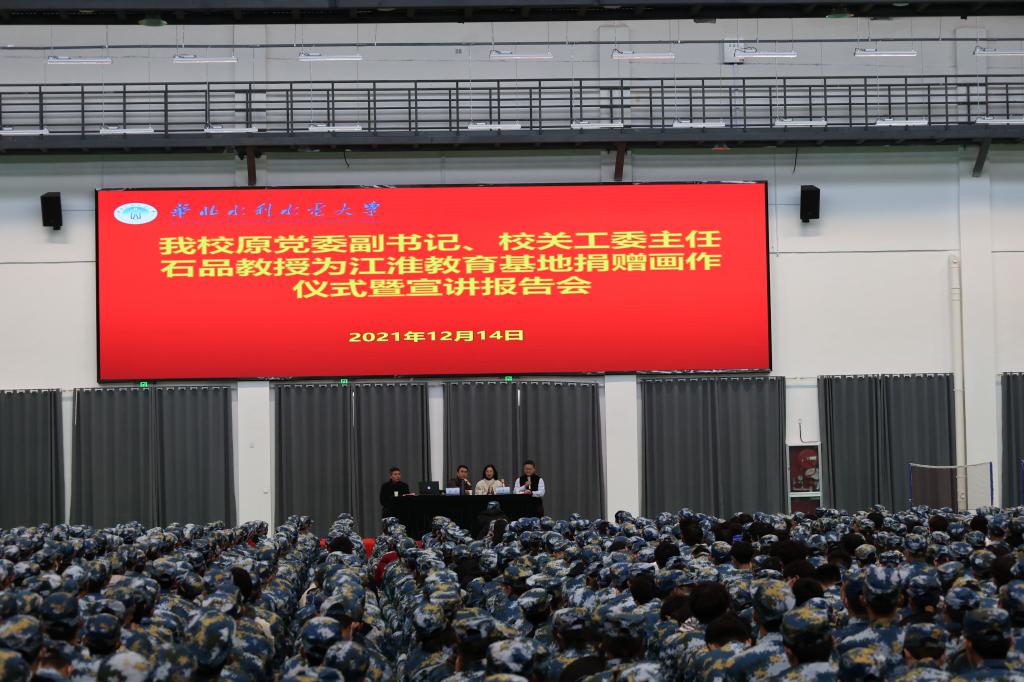 华北水利水电大学
我校原党委副书记、校关工委主任
石品教授为江淮教育基地捐赠画作
仪式暨宣讲报告会
2021年12月14日